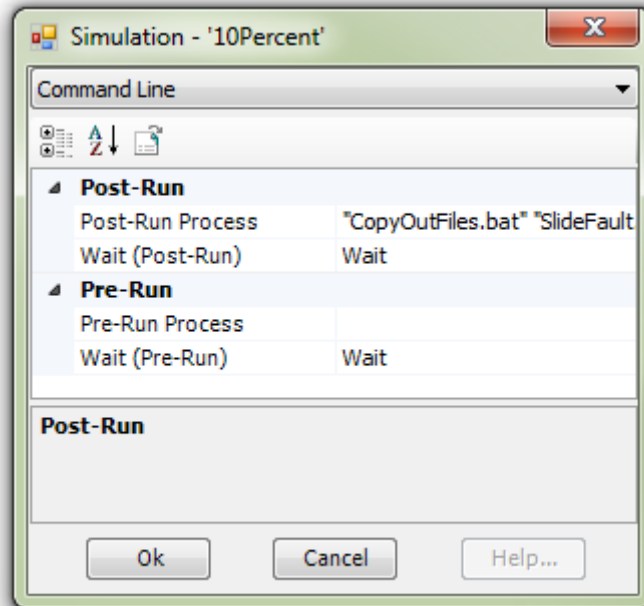 Simulation - '10Percent'
Command Line
Post-Run
Post-Run Process "CopyOutFiles.bat" "SlideFault
Wait (Post-Run) Wait
Pre-Run
Pre-Run Process
Wait (Pre-Run) Wait
Post-Run
Ok Cancel Help...